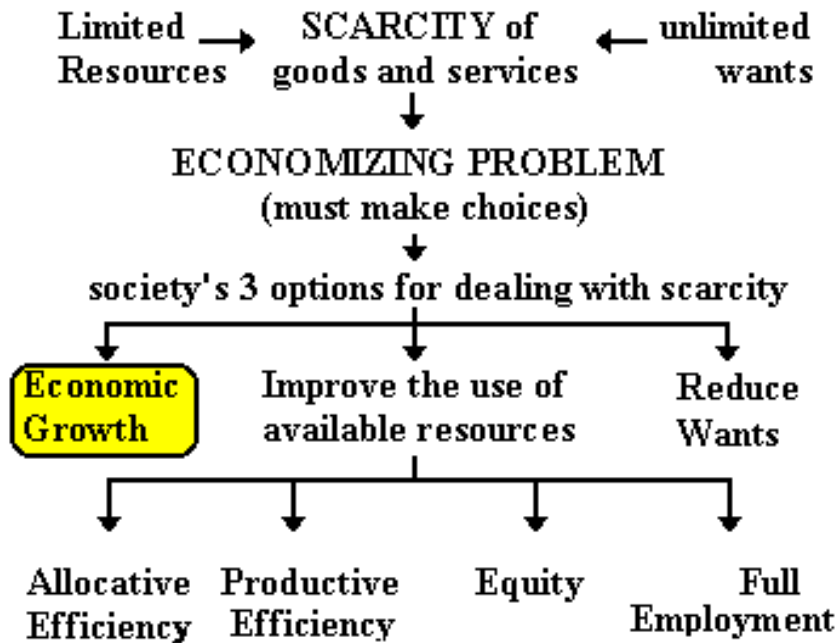 Limited SCARCITY of unlimited
Resources goods and services wants
ECONOMIZING PROBLEM
(must make choices)
society's 3 options for dealing with scarcity
Economic
Growth
Improve the use of
available resources
Reduce
Wants
Allocative
Efficiency
Productive
Efficiency
Equity
Full
Employment